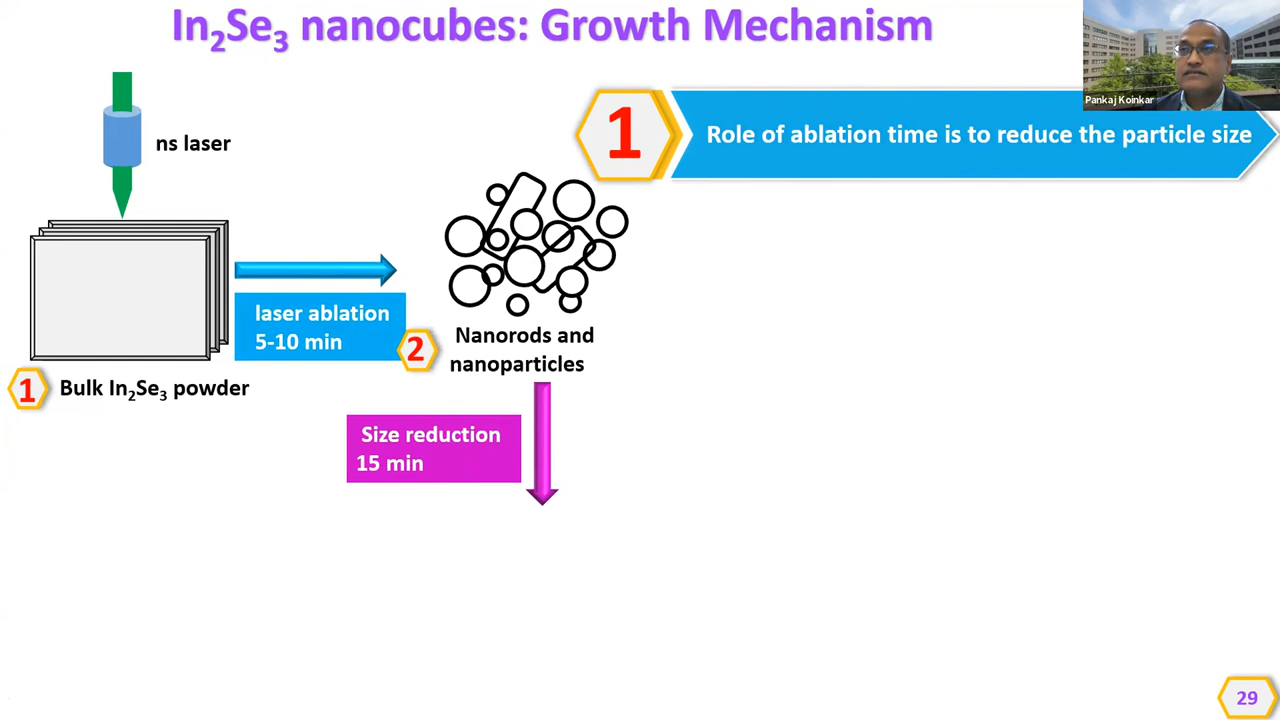 In₂Se₃ nanocubes: Growth Mechanism
Pankaj Koinkar
ns laser
1
Role of ablation time is to reduce the particle size
laser ablation
5-10 min
2
Nanorods and
nanoparticles
1
Bulk In₂Se₃ powder
Size reduction
15 min
29